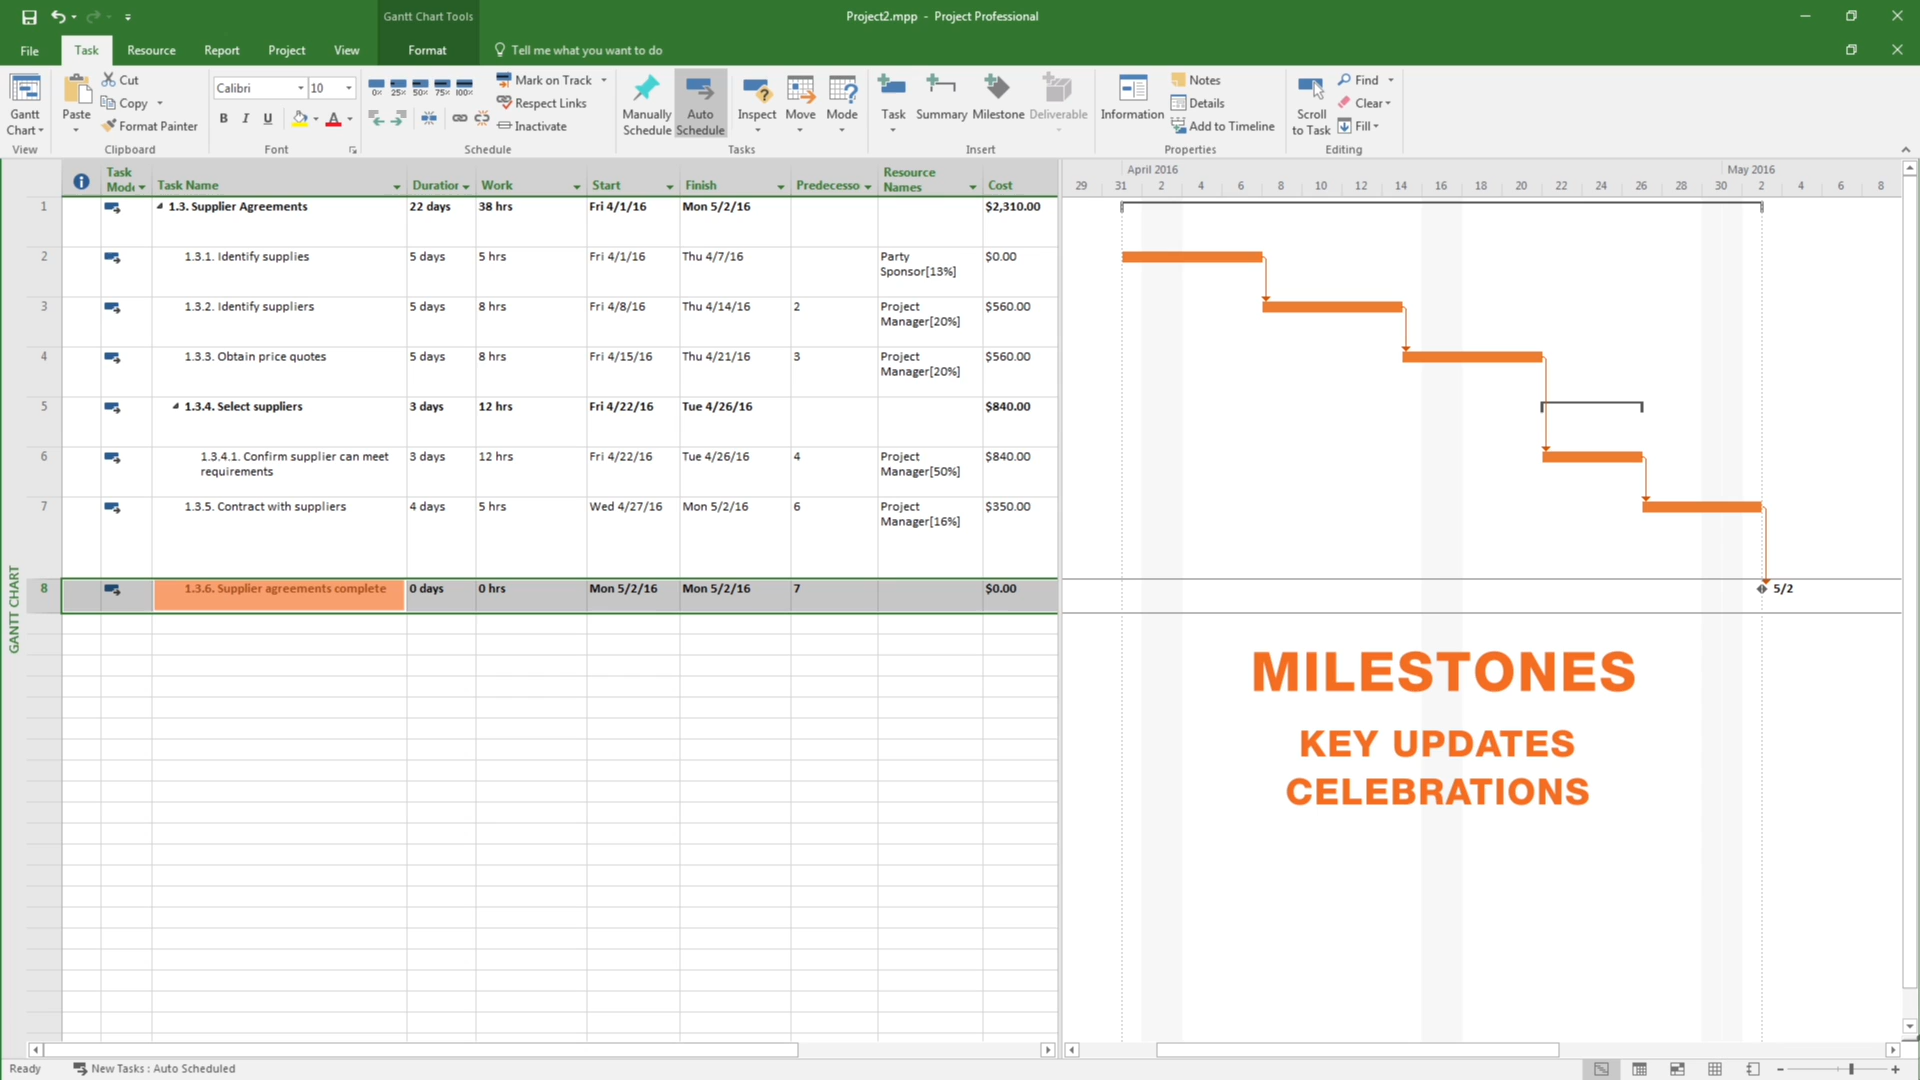 Gantt Chart Tools
Project2.mpp - Project Professional
File Task Resource Report Project View Format Tell me what you want to do
Gantt Chart
View
Paste
Cut
Copy
Format Painter
Clipboard
Calibri 10
B I U A
Font
0% 25% 50% 75% 100%
Mark on Track
Respect Links
Inactivate
Schedule
Manually Schedule
Auto Schedule
Inspect
Move
Mode
Tasks
Task
Summary
Milestone
Deliverable
Insert
Information
Notes
Details
Add to Timeline
Properties
Scroll to Task
Find
Clear
Fill
Editing
Task Mode Task Name Duration Work Start Finish Predecesso Resource Names Cost
1 1.3. Supplier Agreements 22 days 38 hrs Fri 4/1/16 Mon 5/2/16 $2,310.00
2 1.3.1. Identify supplies 5 days 5 hrs Fri 4/1/16 Thu 4/7/16 Party Sponsor[13%] $0.00
3 1.3.2. Identify suppliers 5 days 8 hrs Fri 4/8/16 Thu 4/14/16 2 Project Manager[20%] $560.00
4 1.3.3. Obtain price quotes 5 days 8 hrs Fri 4/15/16 Thu 4/21/16 3 Project Manager[20%] $560.00
5 1.3.4. Select suppliers 3 days 12 hrs Fri 4/22/16 Tue 4/26/16 $840.00
6 1.3.4.1. Confirm supplier can meet requirements 3 days 12 hrs Fri 4/22/16 Tue 4/26/16 4 Project Manager[50%] $840.00
7 1.3.5. Contract with suppliers 4 days 5 hrs Wed 4/27/16 Mon 5/2/16 6 Project Manager[16%] $350.00
8 1.3.6. Supplier agreements complete 0 days 0 hrs Mon 5/2/16 Mon 5/2/16 7 $0.00
GANTT CHART
April 2016 May 2016
29 31 2 4 6 8 10 12 14 16 18 20 22 24 26 28 30 2 4 6 8
5/2
MILESTONES
KEY UPDATES
CELEBRATIONS
Ready New Tasks : Auto Scheduled